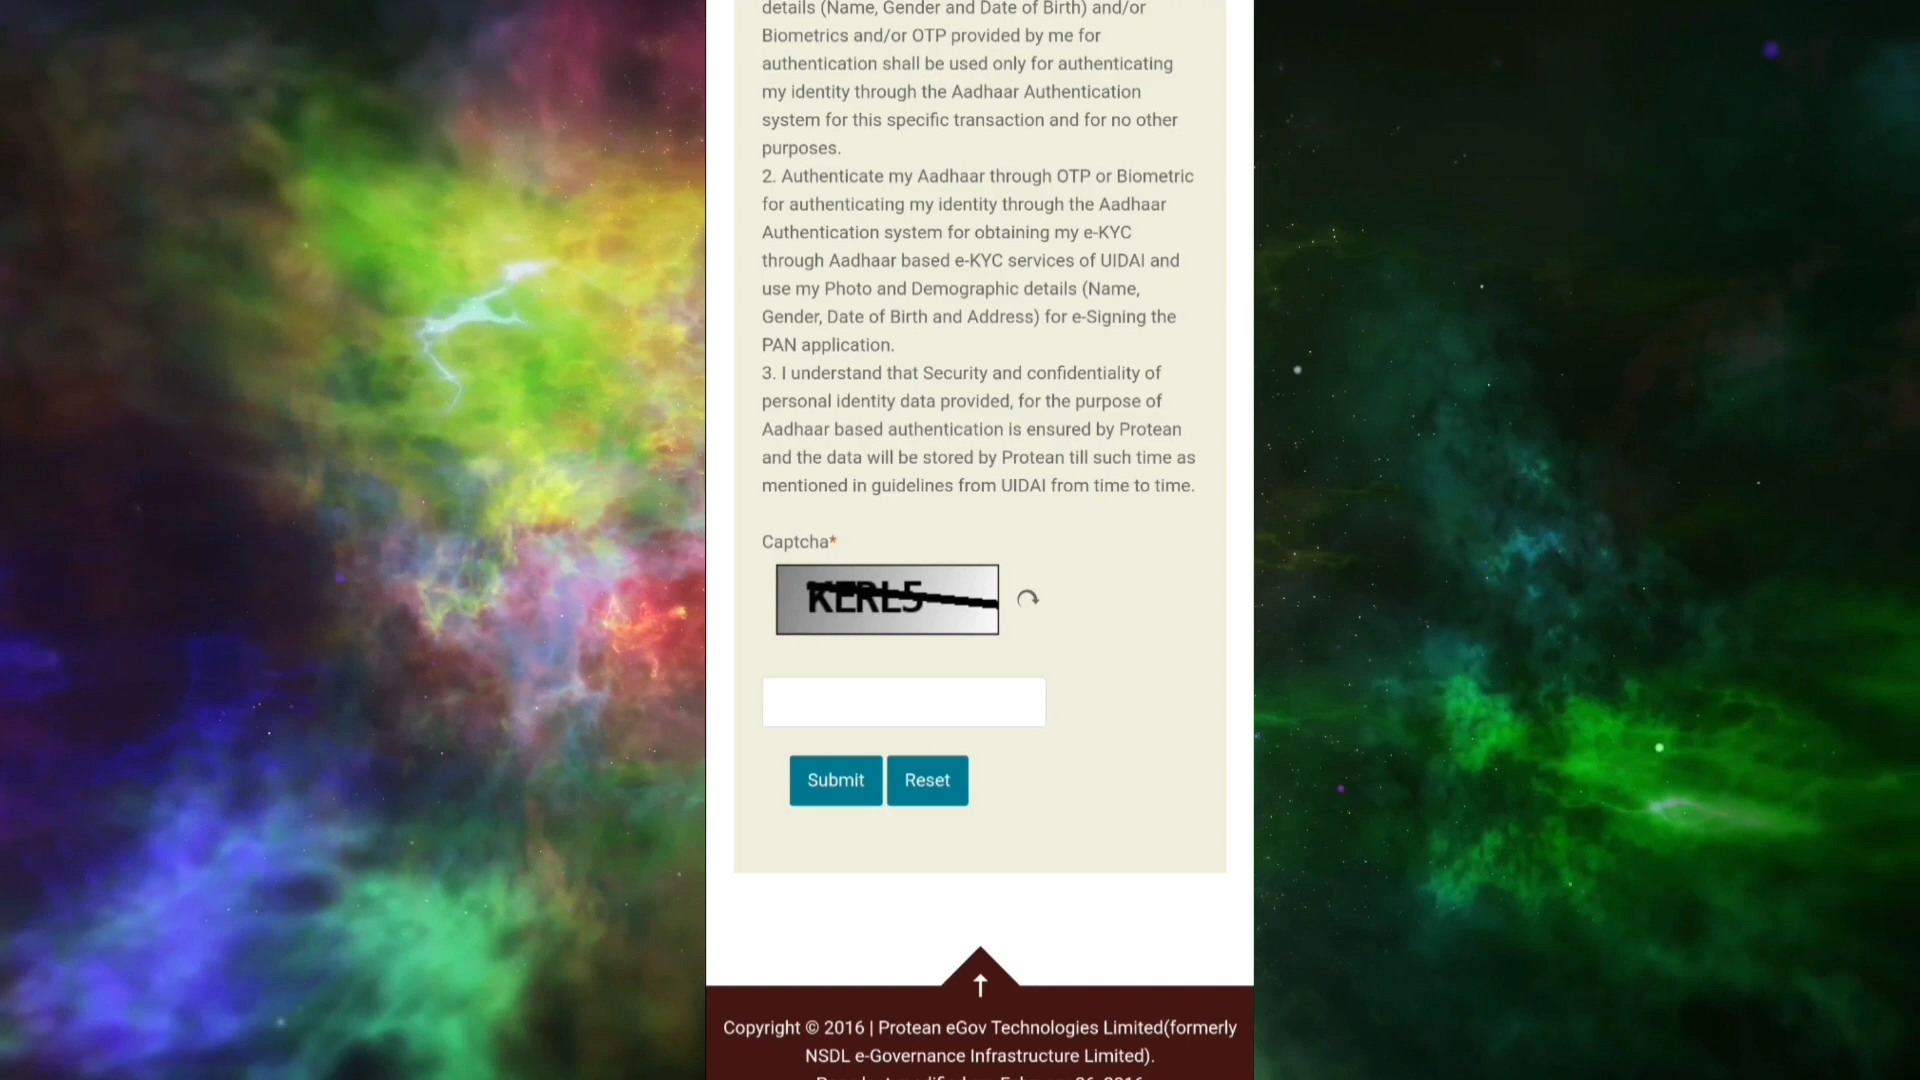 details (Name, Gender and Date of Birth) and/or
Biometrics and/or OTP provided by me for
authentication shall be used only for authenticating
my identity through the Aadhaar Authentication
system for this specific transaction and for no other
purposes.
2. Authenticate my Aadhaar through OTP or Biometric
for authenticating my identity through the Aadhaar
Authentication system for obtaining my e-KYC
through Aadhaar based e-KYC services of UIDAI and
use my Photo and Demographic details (Name,
Gender, Date of Birth and Address) for e-Signing the
PAN application.
3. I understand that Security and confidentiality of
personal identity data provided, for the purpose of
Aadhaar based authentication is ensured by Protean
and the data will be stored by Protean till such time as
mentioned in guidelines from UIDAI from time to time.
Captcha*
KERL5
Submit Reset
Copyright © 2016 | Protean eGov Technologies Limited(formerly
NSDL e-Governance Infrastructure Limited).